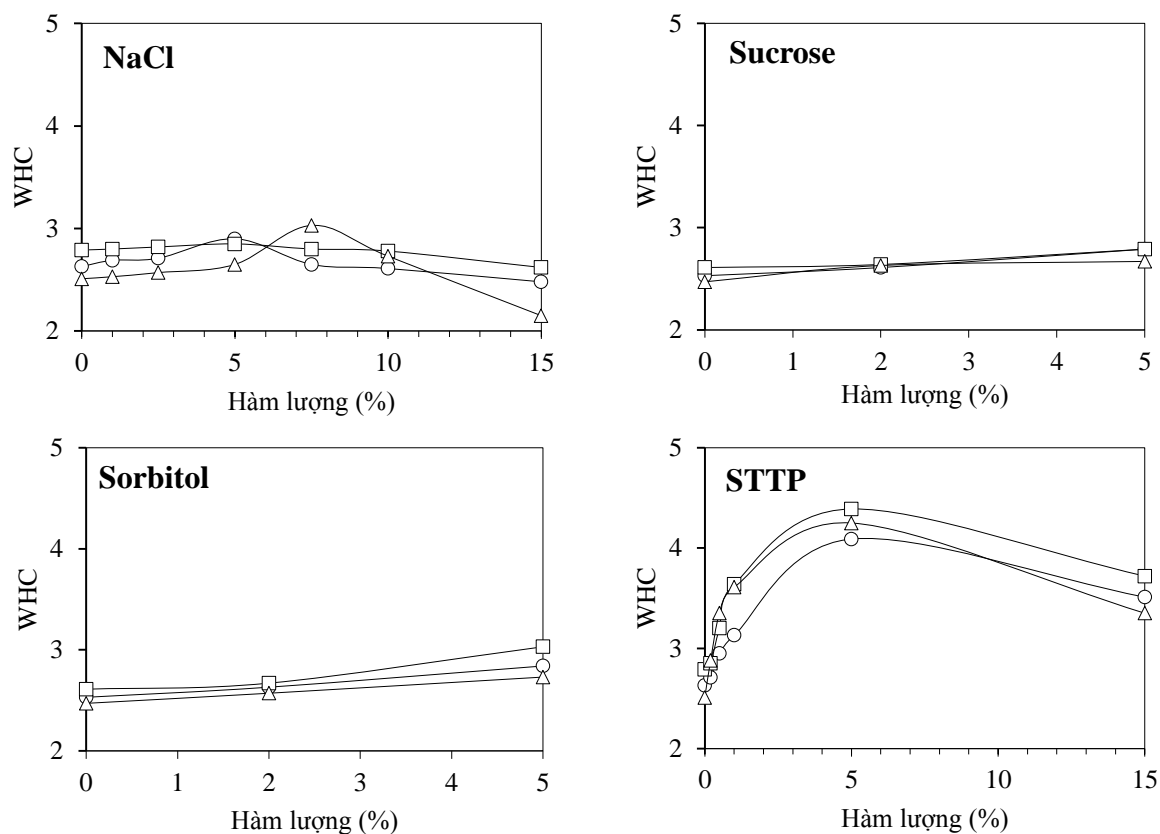 NaCl
5
4
3
2
WHC
0 5 10 15
Hàm lượng (%)
Sucrose
5
4
3
2
WHC
0 1 2 3 4 5
Hàm lượng (%)
Sorbitol
5
4
3
2
WHC
0 1 2 3 4 5
Hàm lượng (%)
STTP
5
4
3
2
WHC
0 5 10 15
Hàm lượng (%)